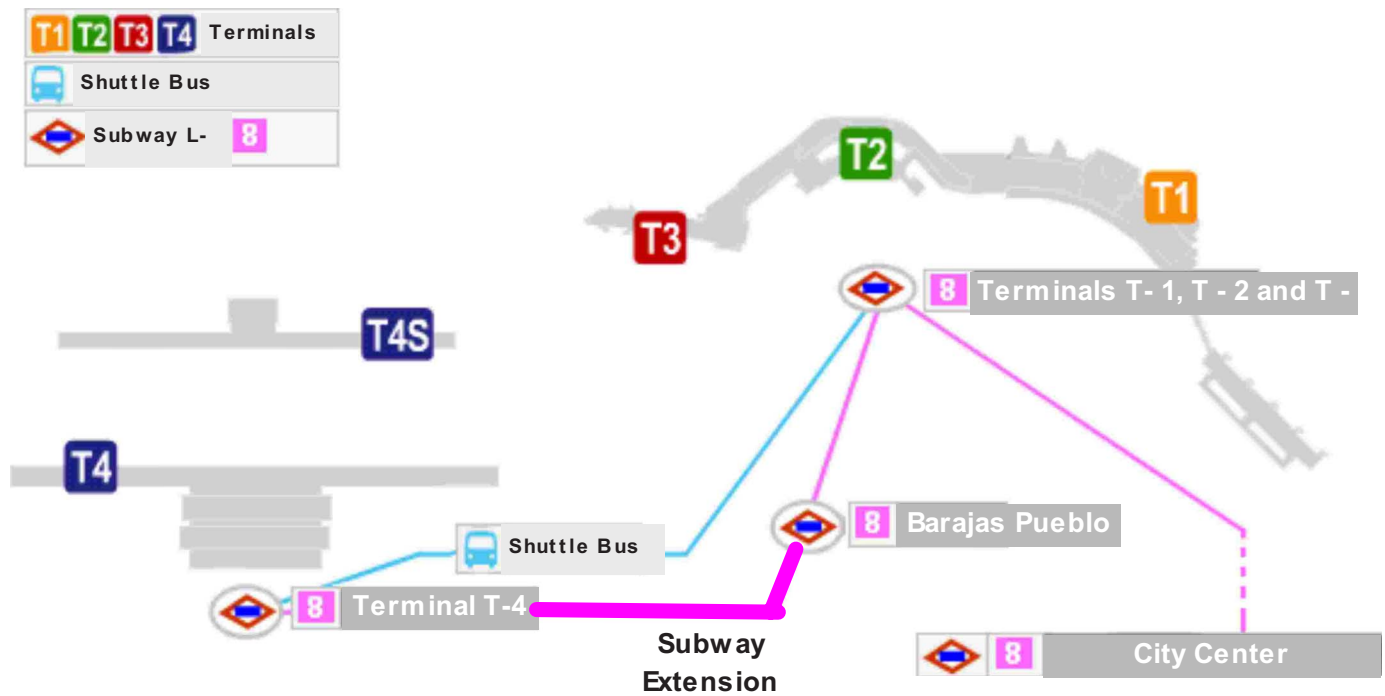 T1 T2 T3 T4 Terminals
Shuttle Bus
Subway L- 8
T2
T1
T3
8 Terminals T- 1, T - 2 and T -
T4S
T4
8 Barajas Pueblo
Shuttle Bus
8 Terminal T-4
Subway
Extension
8 City Center